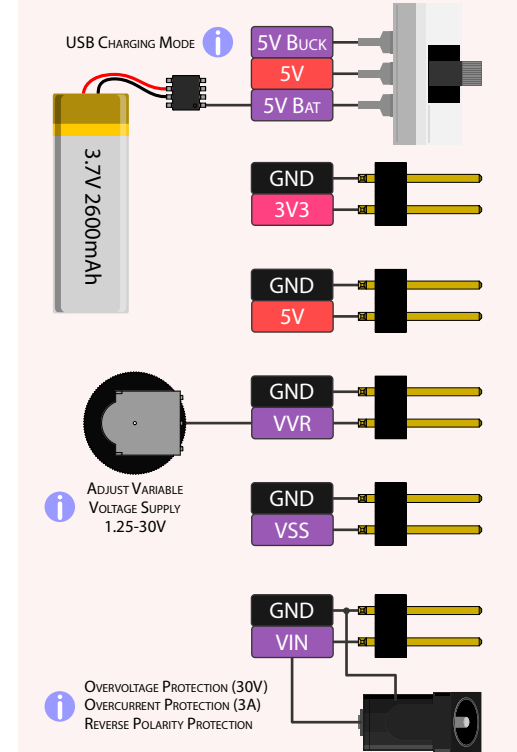 USB Charging Mode
i
5V Buck
5V
5V Bat
3.7V 2600mAh
GND
3V3
GND
5V
GND
VVR
i
Adjust Variable
Voltage Supply
1.25-30V
GND
VSS
GND
VIN
i
Overvoltage Protection (30V)
Overcurrent Protection (3A)
Reverse Polarity Protection